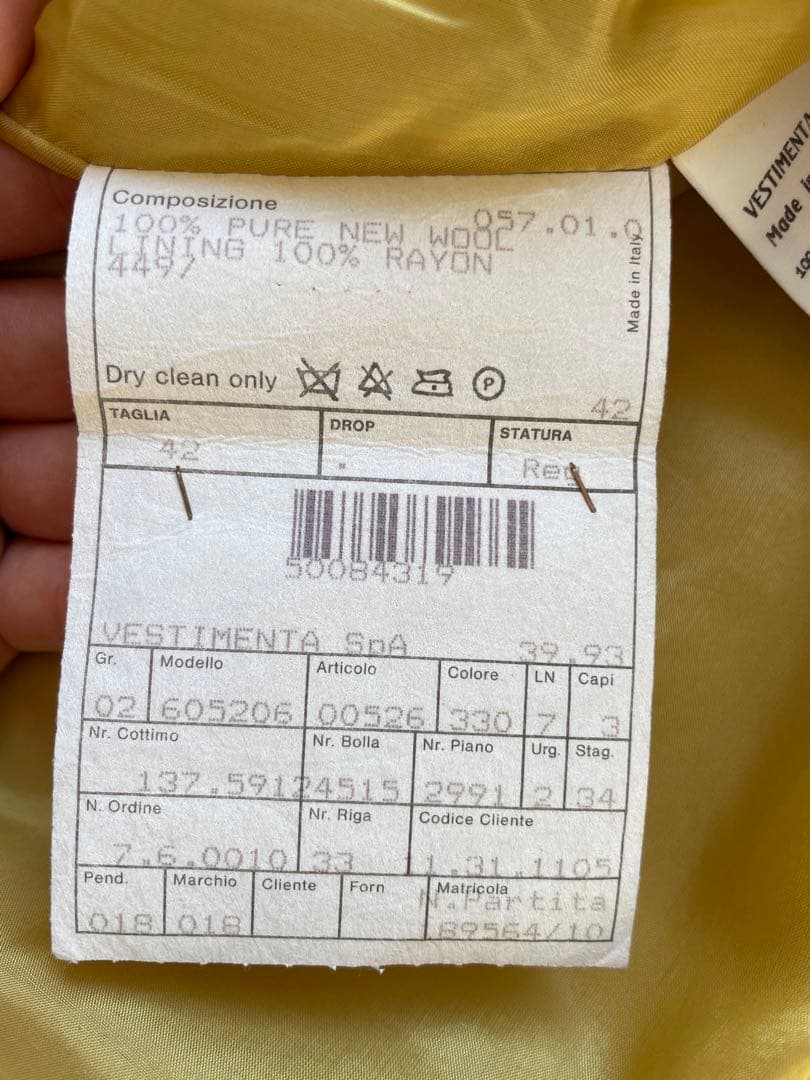 Composizione
057.01.0
100% PURE NEW WOOL
LINING 100% RAYON
4497
Made in Italy
Dry clean only
P
42
TAGLIA DROP STATURA
42 * Reg
50084319
VESTIMENTA SpA 39.93
Gr. Modello Articolo Colore LN Capi
02 605206 00526 330 7 3
Nr. Cottimo Nr. Bolla Nr. Piano Urg. Stag.
137.59124515 2991 2 34
N. Ordine Nr. Riga Codice Cliente
7.6.0010 33 1.31.1105
Pend. Marchio Cliente Forn Matricola
N.Partita
018 018 89564/10
VESTIMENTA
Made
100